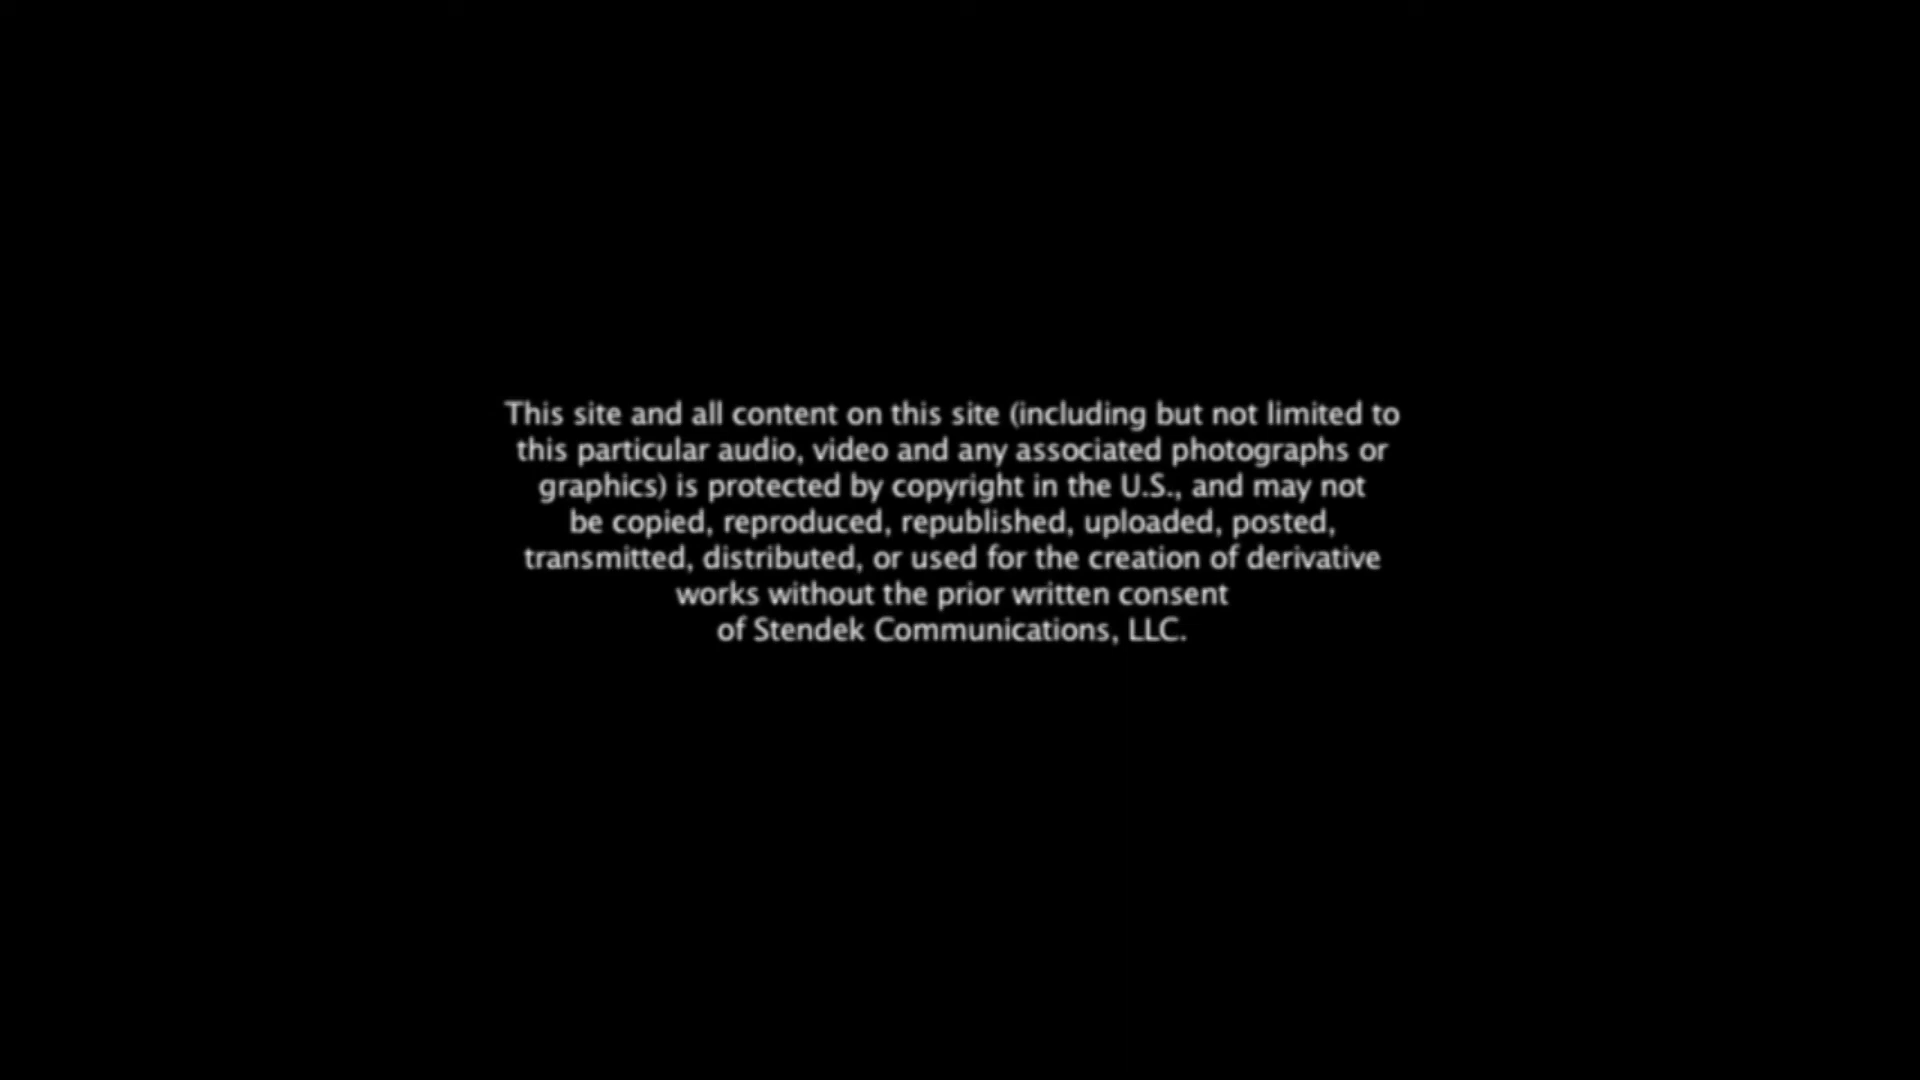 This site and all content on this site (including but not limited to
this particular audio, video and any associated photographs or
graphics) is protected by copyright in the U.S., and may not
be copied, reproduced, republished, uploaded, posted,
transmitted, distributed, or used for the creation of derivative
works without the prior written consent
of Stendek Communications, LLC.